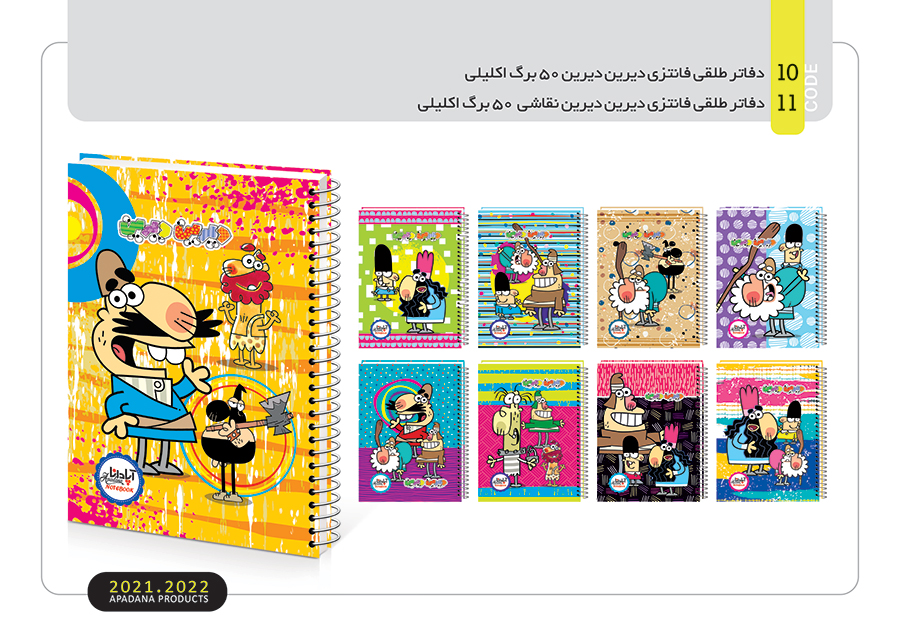 10 دفاتر طلقی فانتزی دیرین دیرین ۵۰ برگ اکلیلی
11 دفاتر طلقی فانتزی دیرین دیرین نقاشی ۵۰ برگ اکلیلی
CODE
دیرین دیرین
آپادانا
Apadana
NOTEBOOK
2021.2022
APADANA PRODUCTS